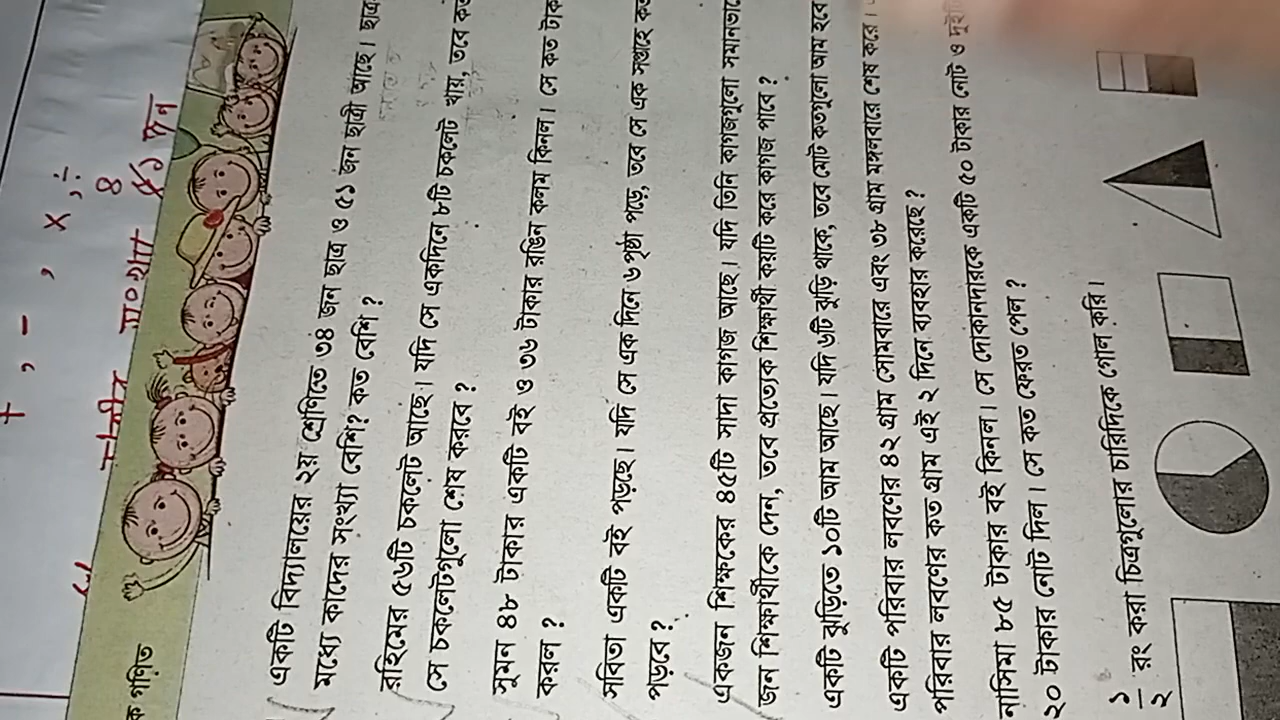 + , - , x , ÷
সংখ্যা ৪
ক গণিত
একটি বিদ্যালয়ের ২য় শ্রেণিতে ৩৪ জন ছাত্র ও ৫১ জন ছাত্রী আছে। ছাত্র
মধ্যে কাদের সংখ্যা বেশি? কত বেশি ?
রহিমের ৫৬টি চকলেট আছে। যদি সে একদিনে ৮টি চকলেট খায়, তবে কত
সে চকলেটগুলো শেষ করবে ?
সুমন ৪৮ টাকার একটি বই ও ৩৬ টাকার রঙিন কলম কিনল। সে কত টাক
করল ?
সবিতা একটি বই পড়ছে। যদি সে এক দিনে ৬ পৃষ্ঠা পড়ে, তবে সে এক সপ্তাহে কত
পড়বে ?
একজন শিক্ষকের ৪৫টি সাদা কাগজ আছে। যদি তিনি কাগজগুলো সমানভাবে
জন শিক্ষার্থীকে দেন, তবে প্রত্যেক শিক্ষার্থী কয়টি করে কাগজ পাবে ?
একটি ঝুড়িতে ১০টি আম আছে। যদি ৬টি ঝুড়ি থাকে, তবে মোট কতগুলো আম হবে
একটি পরিবার লবণের ৪২ গ্রাম সোমবারে এবং ৩৮ গ্রাম মঙ্গলবারে শেষ করে।
পরিবার লবণের কত গ্রাম এই ২ দিনে ব্যবহার করেছে ?
নাসিমা ৮৫ টাকার বই কিনল। সে দোকানদারকে একটি ৫০ টাকার নোট ও দুইটি
২০ টাকার নোট দিল। সে কত ফেরত পেল ?
১/২ রং করা চিত্রগুলোর চারিদিকে গোল করি।